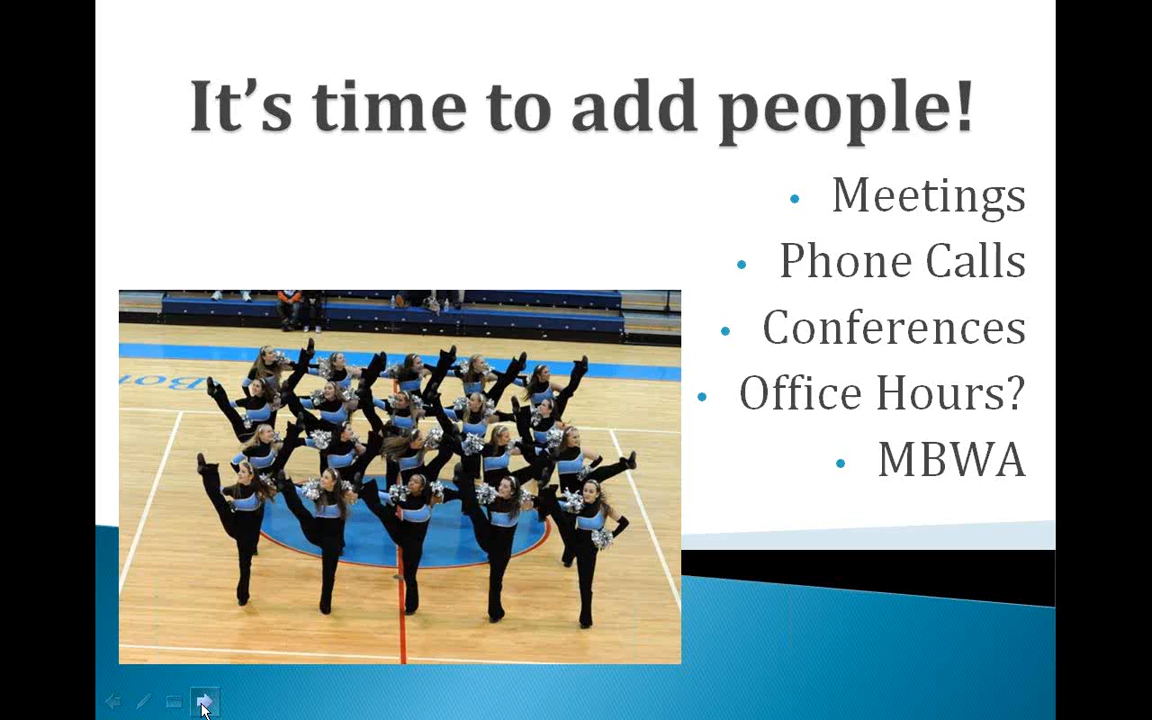 It’s time to add people!
• Meetings
• Phone Calls
• Conferences
• Office Hours?
• MBWA